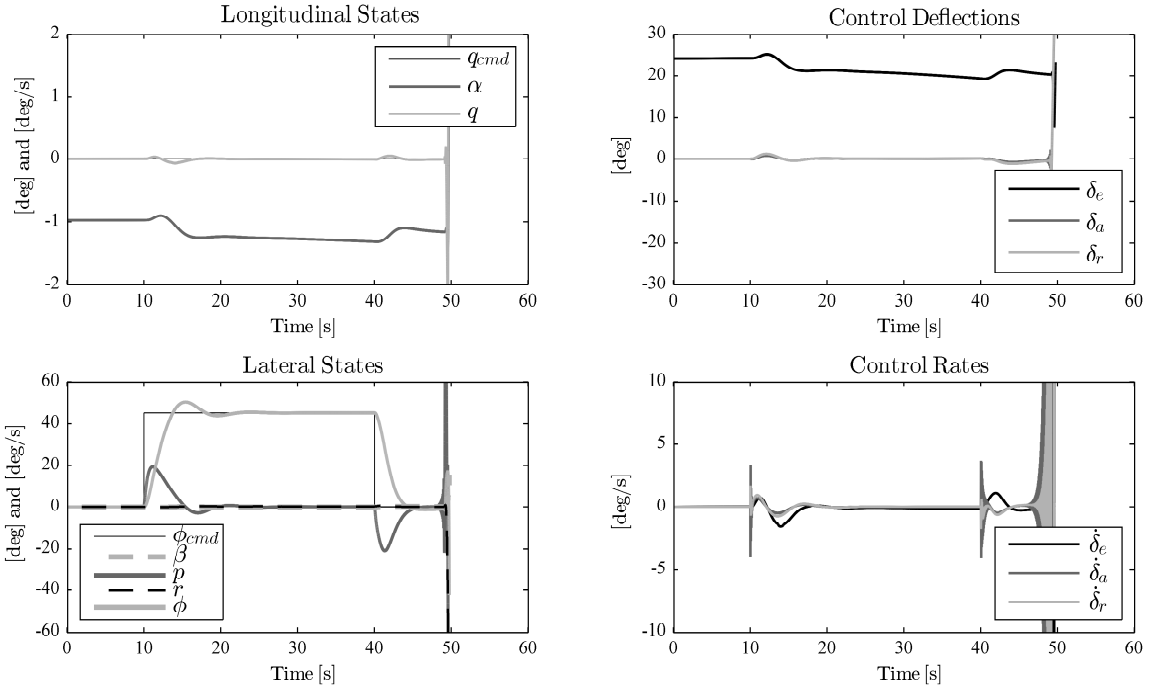 Longitudinal States
2
1
0
-1
-2
[deg] and [deg/s]
q_cmd
α
q
0 10 20 30 40 50 60
Time [s]
Control Deflections
30
20
10
0
-10
-20
-30
[deg]
δ_e
δ_a
δ_r
0 10 20 30 40 50 60
Time [s]
Lateral States
60
40
20
0
-20
-40
-60
[deg] and [deg/s]
ϕ_cmd
β
p
r
ϕ
0 10 20 30 40 50 60
Time [s]
Control Rates
10
5
0
-5
-10
[deg/s]
δ̇_e
δ̇_a
δ̇_r
0 10 20 30 40 50 60
Time [s]